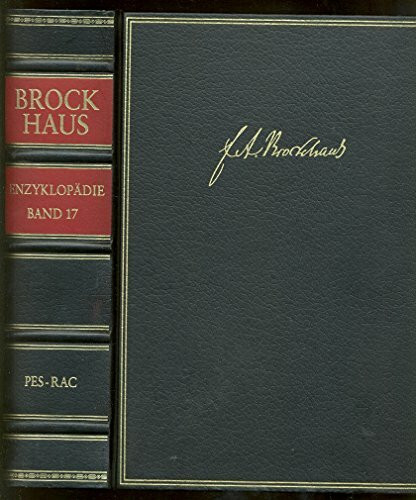 BROCK
HAUS
ENZYKLOPÄDIE
BAND 17
PES-RAC
F. A. Brockhaus